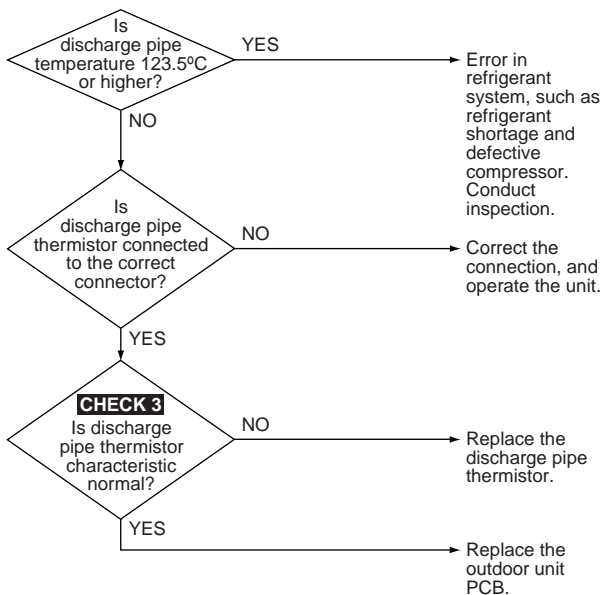 Is
discharge pipe
temperature 123.5ºC
or higher?
YES
Error in
refrigerant
system, such as
refrigerant
shortage and
defective
compressor.
Conduct
inspection.
NO
Is
discharge pipe
thermistor connected
to the correct
connector?
NO
Correct the
connection, and
operate the unit.
YES
CHECK 3
Is discharge
pipe thermistor
characteristic
normal?
NO
Replace the
discharge pipe
thermistor.
YES
Replace the
outdoor unit
PCB.